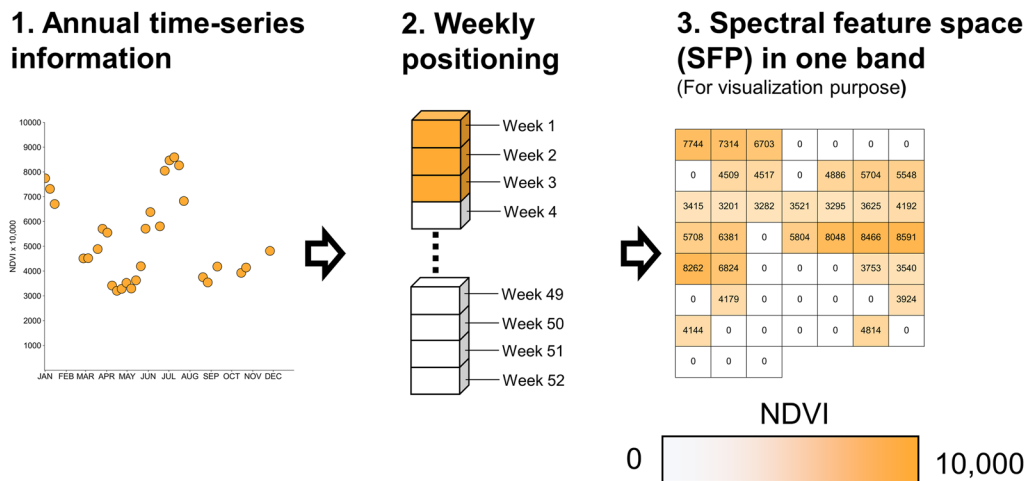 1. Annual time-series
information
2. Weekly
positioning
3. Spectral feature space
(SFP) in one band
(For visualization purpose)
NDVI x 10,000
10000
9000
8000
7000
6000
5000
4000
3000
2000
1000
JAN FEB MAR APR MAY JUN JUL AUG SEP OCT NOV DEC
Week 1
Week 2
Week 3
Week 4
Week 49
Week 50
Week 51
Week 52
7744 7314 6703 0 0 0 0
0 4509 4517 0 4886 5704 5548
3415 3201 3282 3521 3295 3625 4192
5708 6381 0 5804 8048 8466 8591
8262 6824 0 0 0 3753 3540
0 4179 0 0 0 0 3924
4144 0 0 0 0 4814 0
0 0 0
NDVI
0 10,000